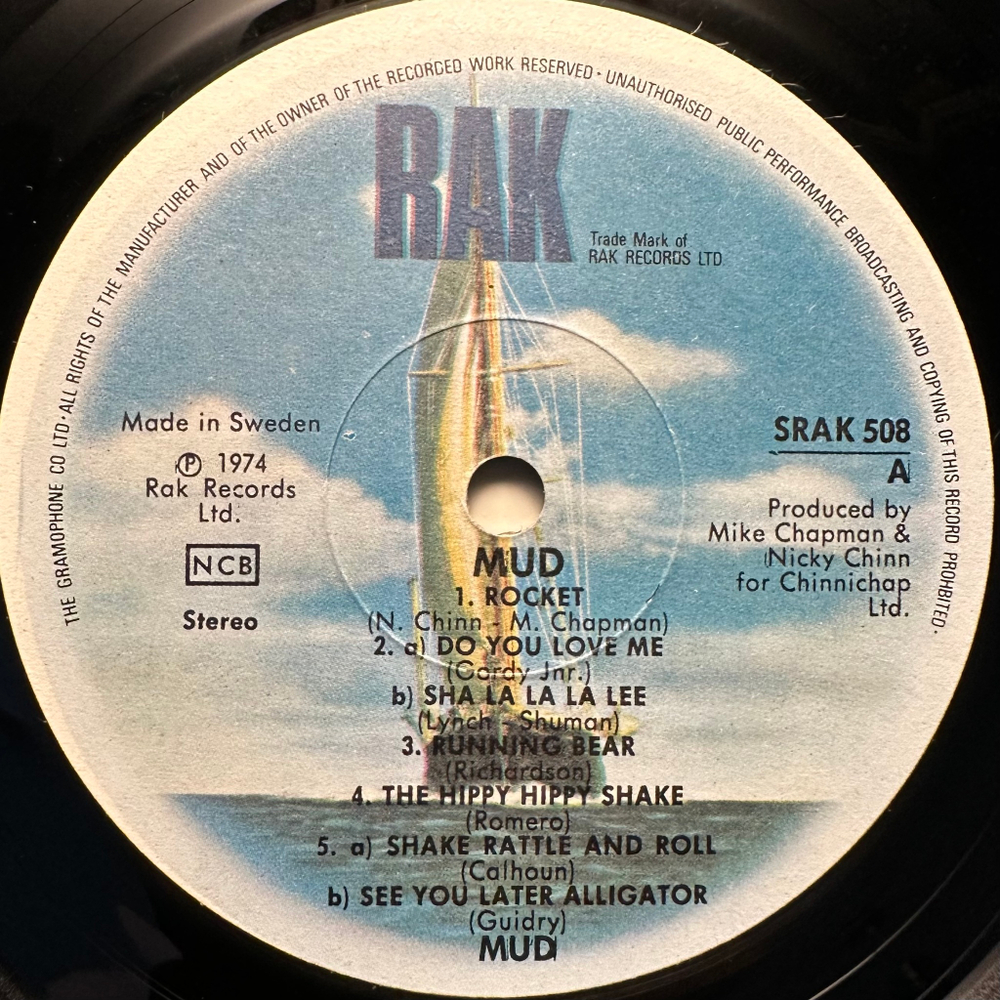 THE GRAMOPHONE CO LTD · ALL RIGHTS OF THE MANUFACTURER AND OF THE OWNER OF THE RECORDED WORK RESERVED · UNAUTHORISED PUBLIC PERFORMANCE BROADCASTING AND COPYING OF THIS RECORD PROHIBITED ·
RAK
Trade Mark of
RAK RECORDS LTD
Made in Sweden
Ⓟ 1974
Rak Records
Ltd.
NCB
Stereo
SRAK 508
A
Produced by
Mike Chapman &
Nicky Chinn
for Chinnichap
Ltd.
MUD
1. ROCKET
(N. Chinn - M. Chapman)
2. a) DO YOU LOVE ME
(Gordy Jnr.)
b) SHA LA LA LA LEE
(Lynch - Shuman)
3. RUNNING BEAR
(Richardson)
4. THE HIPPY HIPPY SHAKE
(Romero)
5. a) SHAKE RATTLE AND ROLL
(Calhoun)
b) SEE YOU LATER ALLIGATOR
(Guidry)
MUD